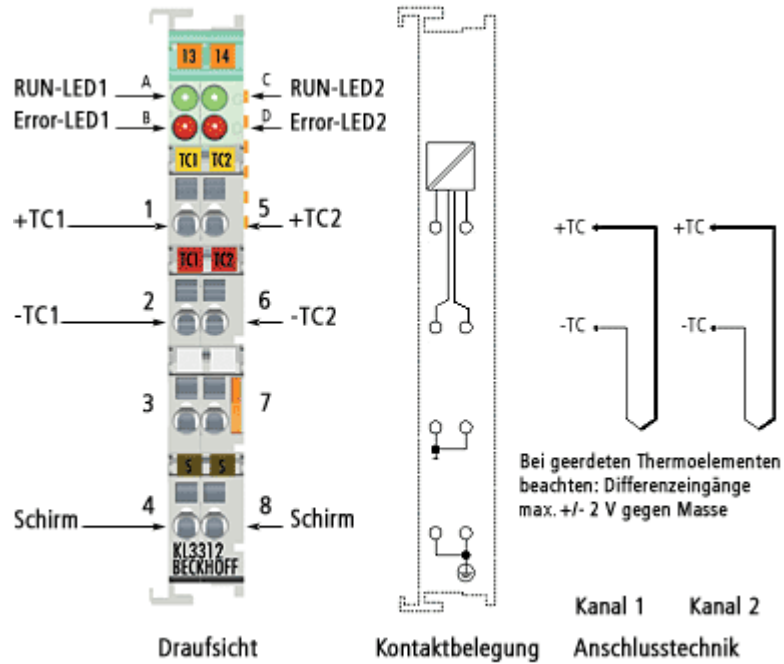 13 14
RUN-LED1 A C RUN-LED2
Error-LED1 B D Error-LED2
TC1 TC2
+TC1 1 5 +TC2
TC1 TC2
-TC1 2 6 -TC2
3 7
S S
Schirm 4 8 Schirm
KL3312
BECKHOFF
Draufsicht
Kontaktbelegung
+TC +TC
-TC -TC
Bei geerdeten Thermoelementen
beachten: Differenzeingänge
max. +/- 2 V gegen Masse
Kanal 1 Kanal 2
Anschlusstechnik